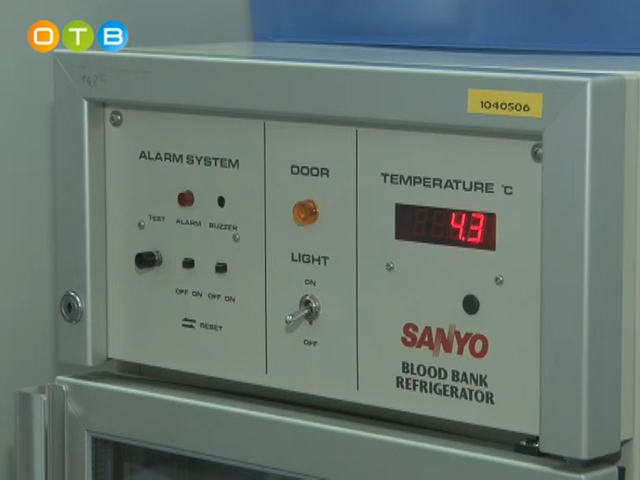 OTB
1040506
ALARM SYSTEM
TEST ALARM BUZZER
OFF ON OFF ON
RESET
DOOR
LIGHT
ON
OFF
TEMPERATURE °C
4.3
SANYO
BLOOD BANK
REFRIGERATOR